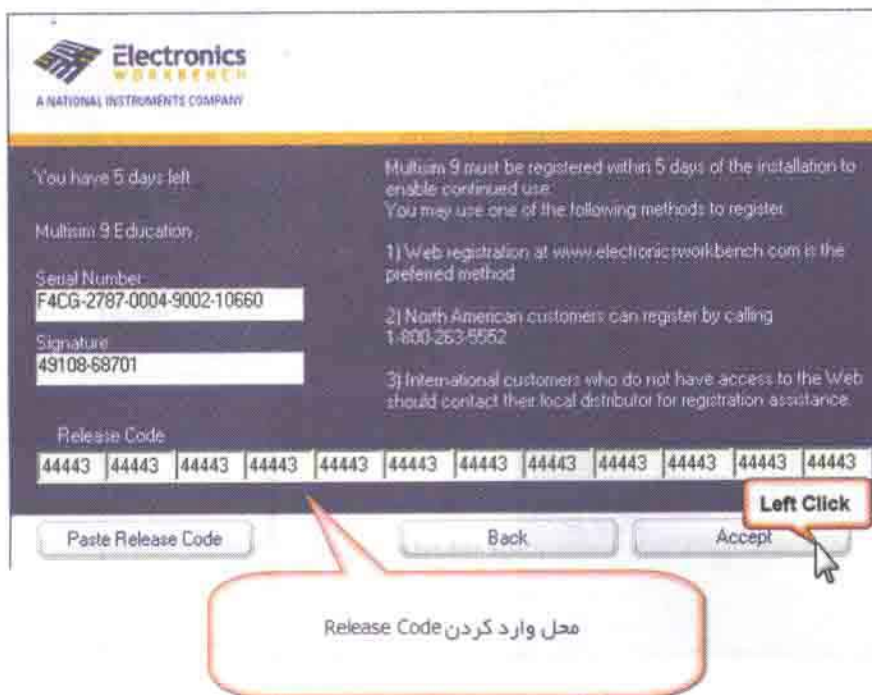 Electronics
WORKBENCH
A NATIONAL INSTRUMENTS COMPANY
You have 5 days left
Multisim 9 Education
Serial Number
F4CG-2787-0004-9002-10660
Signature
49108-68701
Multisim 9 must be registered within 5 days of the installation to
enable continued use.
You may use one of the following methods to register
1) Web registration at www.electronicsworkbench.com is the
preferred method
2) North American customers can register by calling
1-800-263-5552
3) International customers who do not have access to the Web
should contact their local distributor for registration assistance.
Release Code
44443 44443 44443 44443 44443 44443 44443 44443 44443 44443 44443 44443
Left Click
Paste Release Code Back Accept
محل وارد کردن Release Code